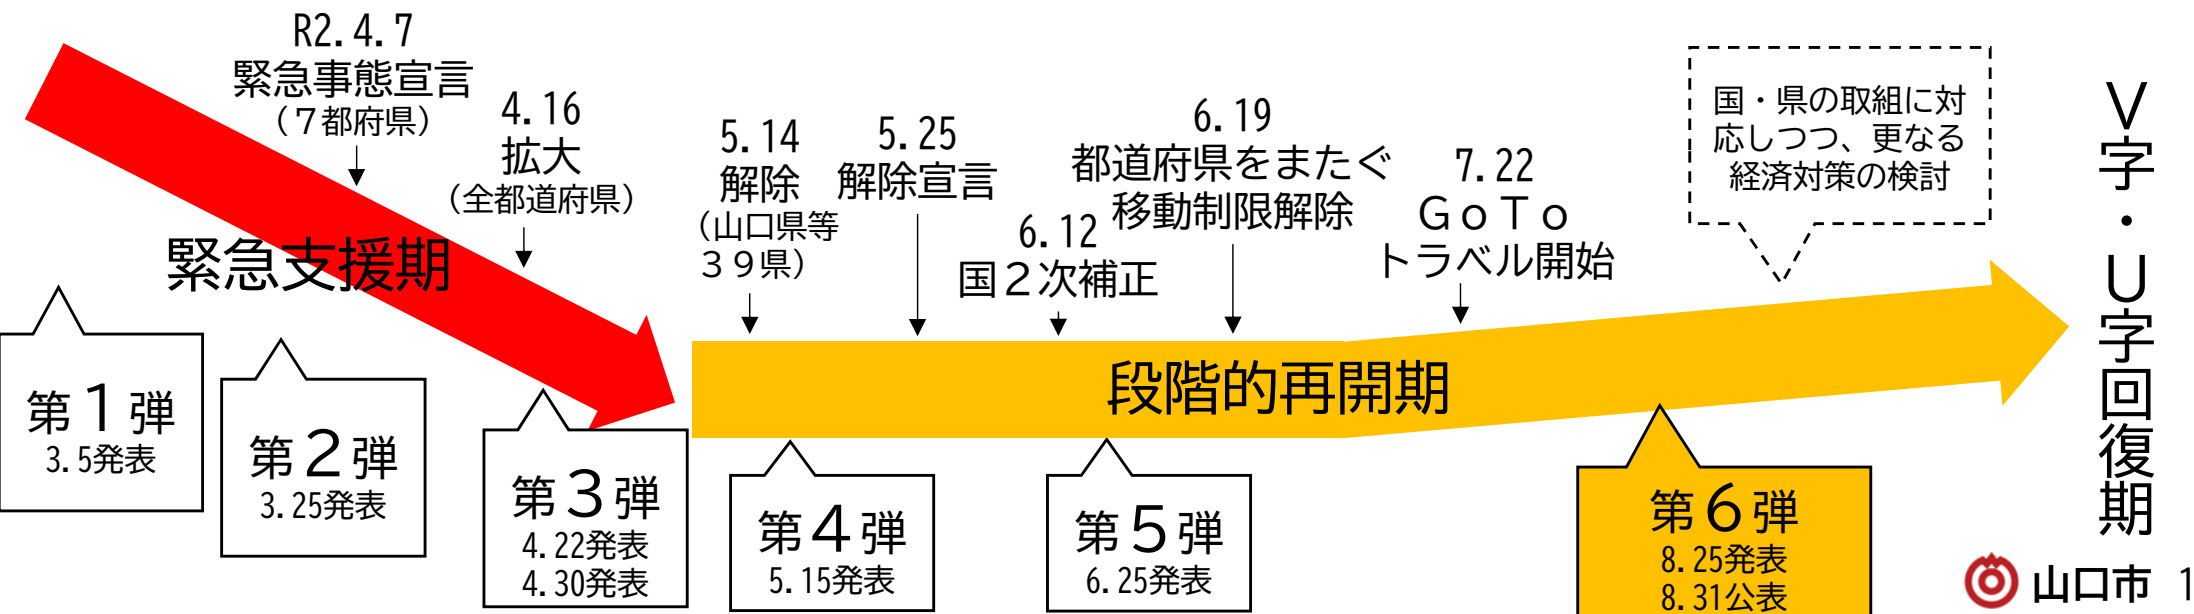 R2.4.7
緊急事態宣言
（７都府県）
4.16
拡大
（全都道府県）
5.14
解除
（山口県等
３９県）
5.25
解除宣言
6.12
国２次補正
6.19
都道府県をまたぐ
移動制限解除
7.22
ＧｏＴｏ
トラベル開始
国・県の取組に対
応しつつ、更なる
経済対策の検討
緊急支援期
段階的再開期
Ｖ字・Ｕ字回復期
第１弾
3.5発表
第２弾
3.25発表
第３弾
4.22発表
4.30発表
第４弾
5.15発表
第５弾
6.25発表
第６弾
8.25発表
8.31公表
山口市 1